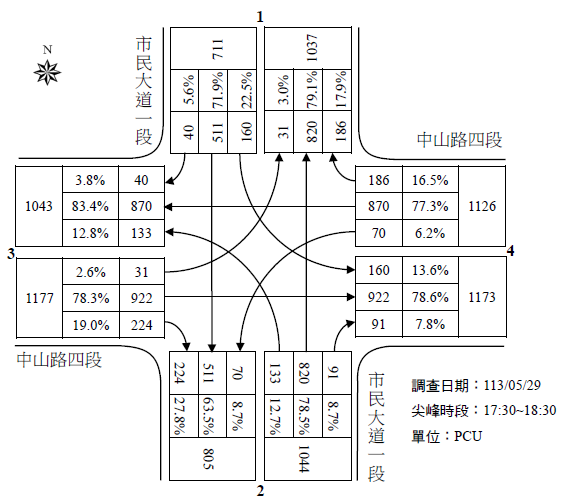 1
N
市民大道一段
711
5.6% 71.9% 22.5%
40 511 160
1037
3.0% 79.1% 17.9%
31 820 186
中山路四段
1043
3.8% 40
83.4% 870
12.8% 133
186 16.5%
870 77.3%
70 6.2%
1126
3
4
1177
2.6% 31
78.3% 922
19.0% 224
160 13.6%
922 78.6%
91 7.8%
1173
中山路四段
224 511 70
27.8% 63.5% 8.7%
805
133 820 91
12.7% 78.5% 8.7%
1044
市民大道一段
2
調查日期：113/05/29
尖峰時段：17:30~18:30
單位：PCU